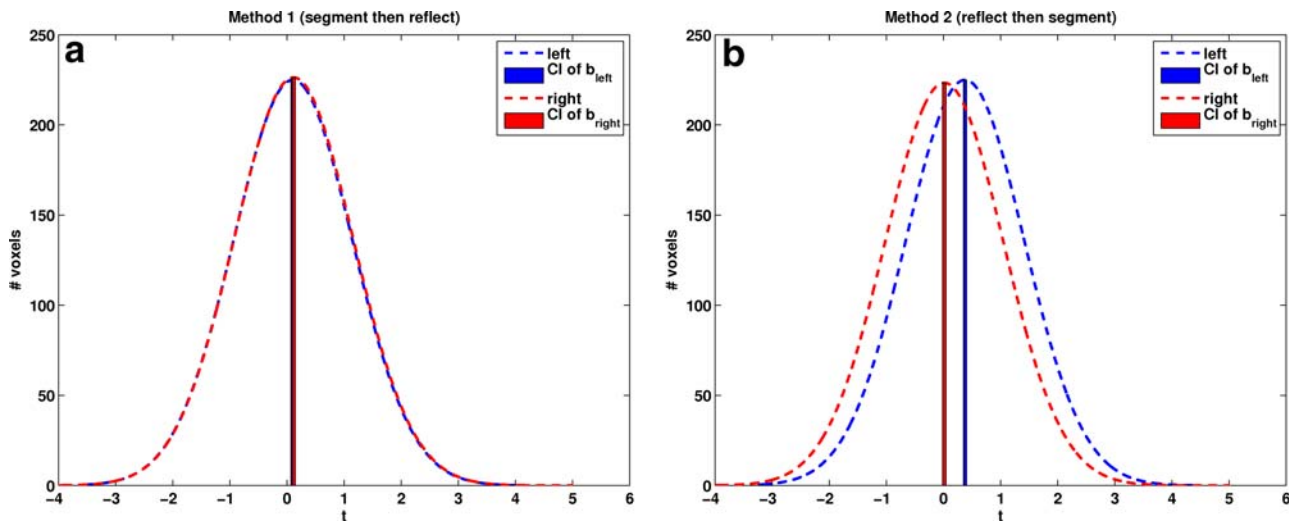 Method 1 (segment then reflect)
a
250
200
150
100
50
0
# voxels
−4 −3 −2 −1 0 1 2 3 4 5 6
t
left
CI of b_left
right
CI of b_right
Method 2 (reflect then segment)
b
250
200
150
100
50
0
# voxels
−4 −3 −2 −1 0 1 2 3 4 5 6
t
left
CI of b_left
right
CI of b_right